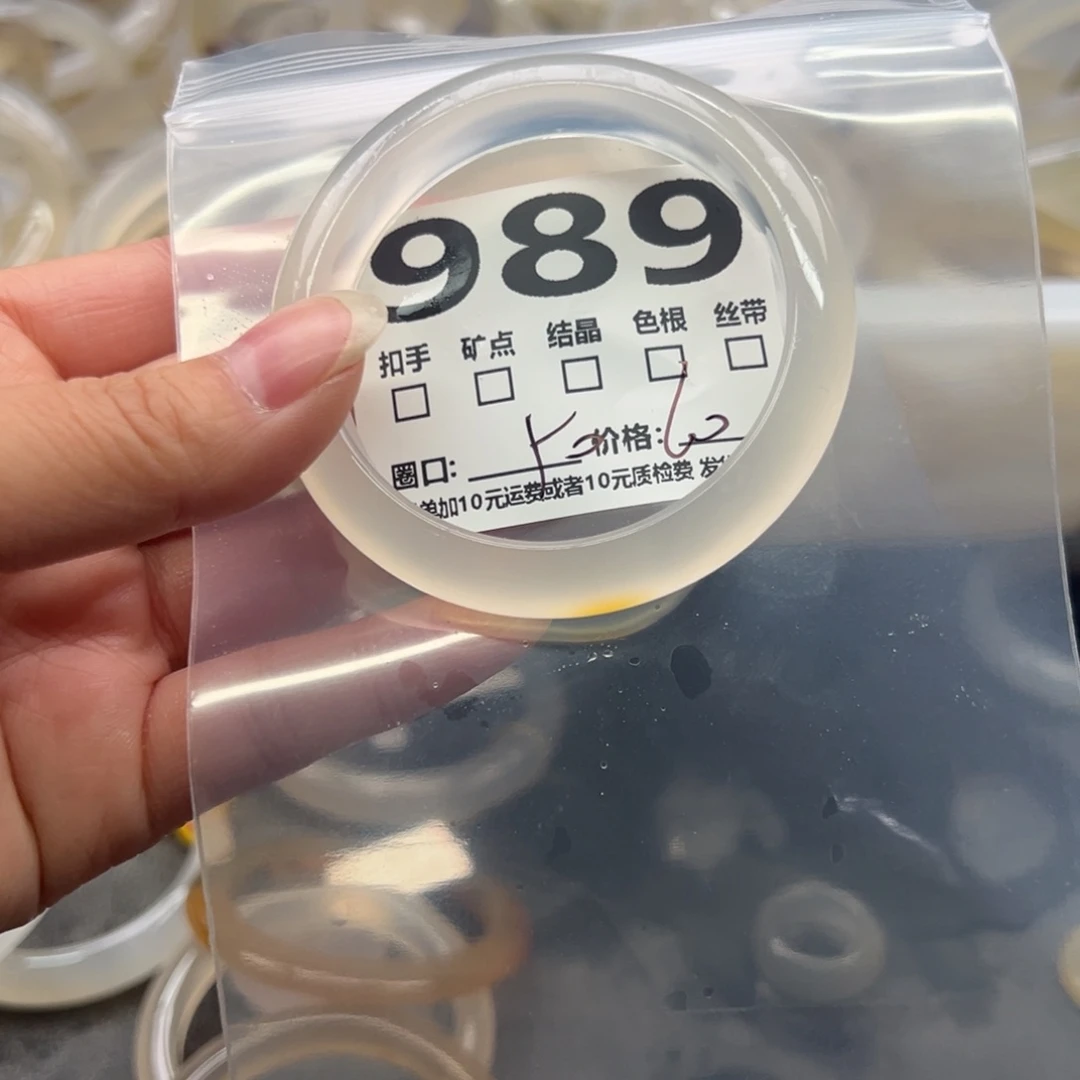 989
扣手 矿点 结晶 色根 丝带
圈口: 价格:
单加10元运费或者10元质检费 发